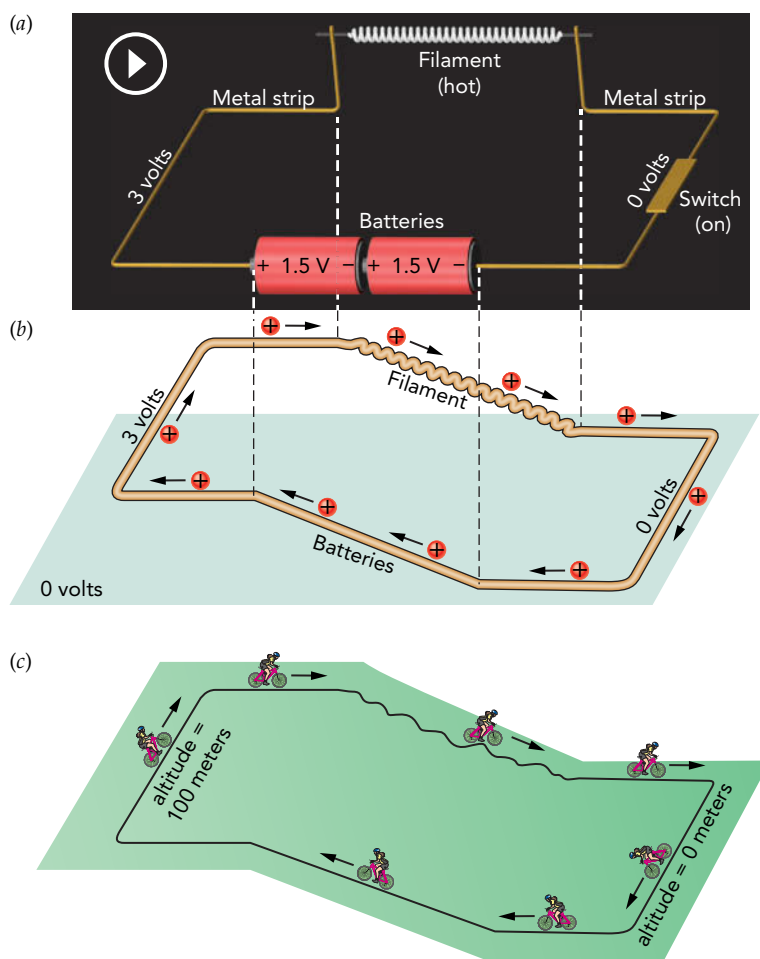 (a)
Filament
(hot)
Metal strip
Metal strip
3 volts
0 volts
Switch
(on)
Batteries
+ 1.5 V − + 1.5 V −
(b)
+
+
Filament
+
+
3 volts
+
+
+
+
Batteries
+
0 volts
+
+
0 volts
(c)
altitude =
100 meters
altitude = 0 meters